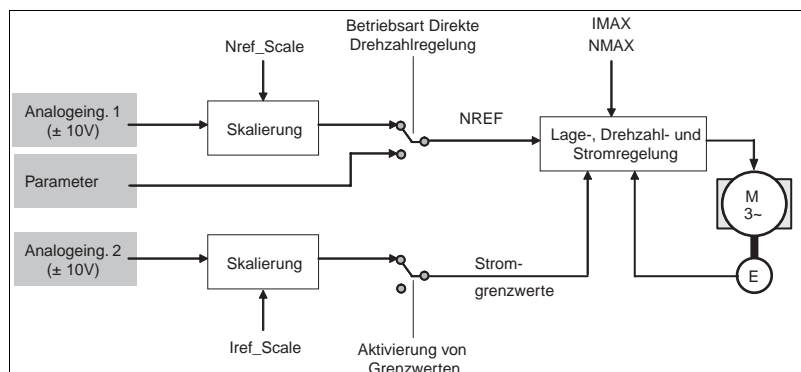 Betriebsart Direkte
Drehzahlregelung
IMAX
NMAX
Nref_Scale
Analogeing. 1
(± 10V)
Skalierung
NREF
Lage-, Drehzahl- und
Stromregelung
Parameter
M
3~
Analogeing. 2
(± 10V)
Skalierung
Strom-
grenzwerte
E
Iref_Scale
Aktivierung von
Grenzwerten